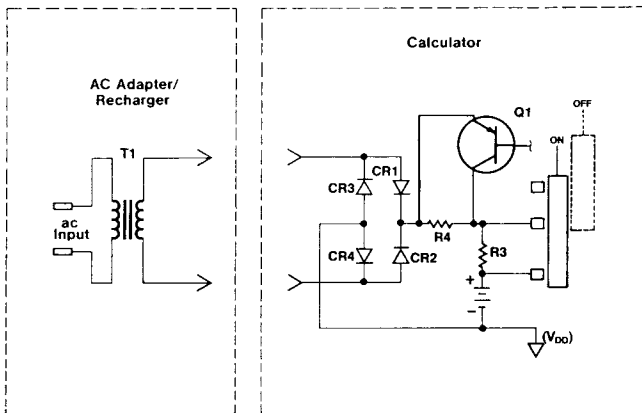 AC Adapter/
Recharger
T1
ac
Input
Calculator
Q1
OFF
ON
CR1
CR3
R4
R3
CR4
CR2
+
−
(VDD)